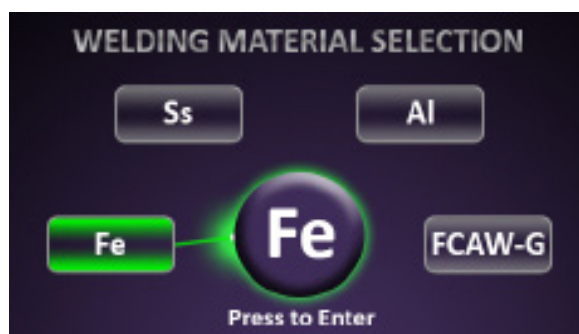 WELDING MATERIAL SELECTION
Ss
Al
Fe
Fe
FCAW-G
Press to Enter